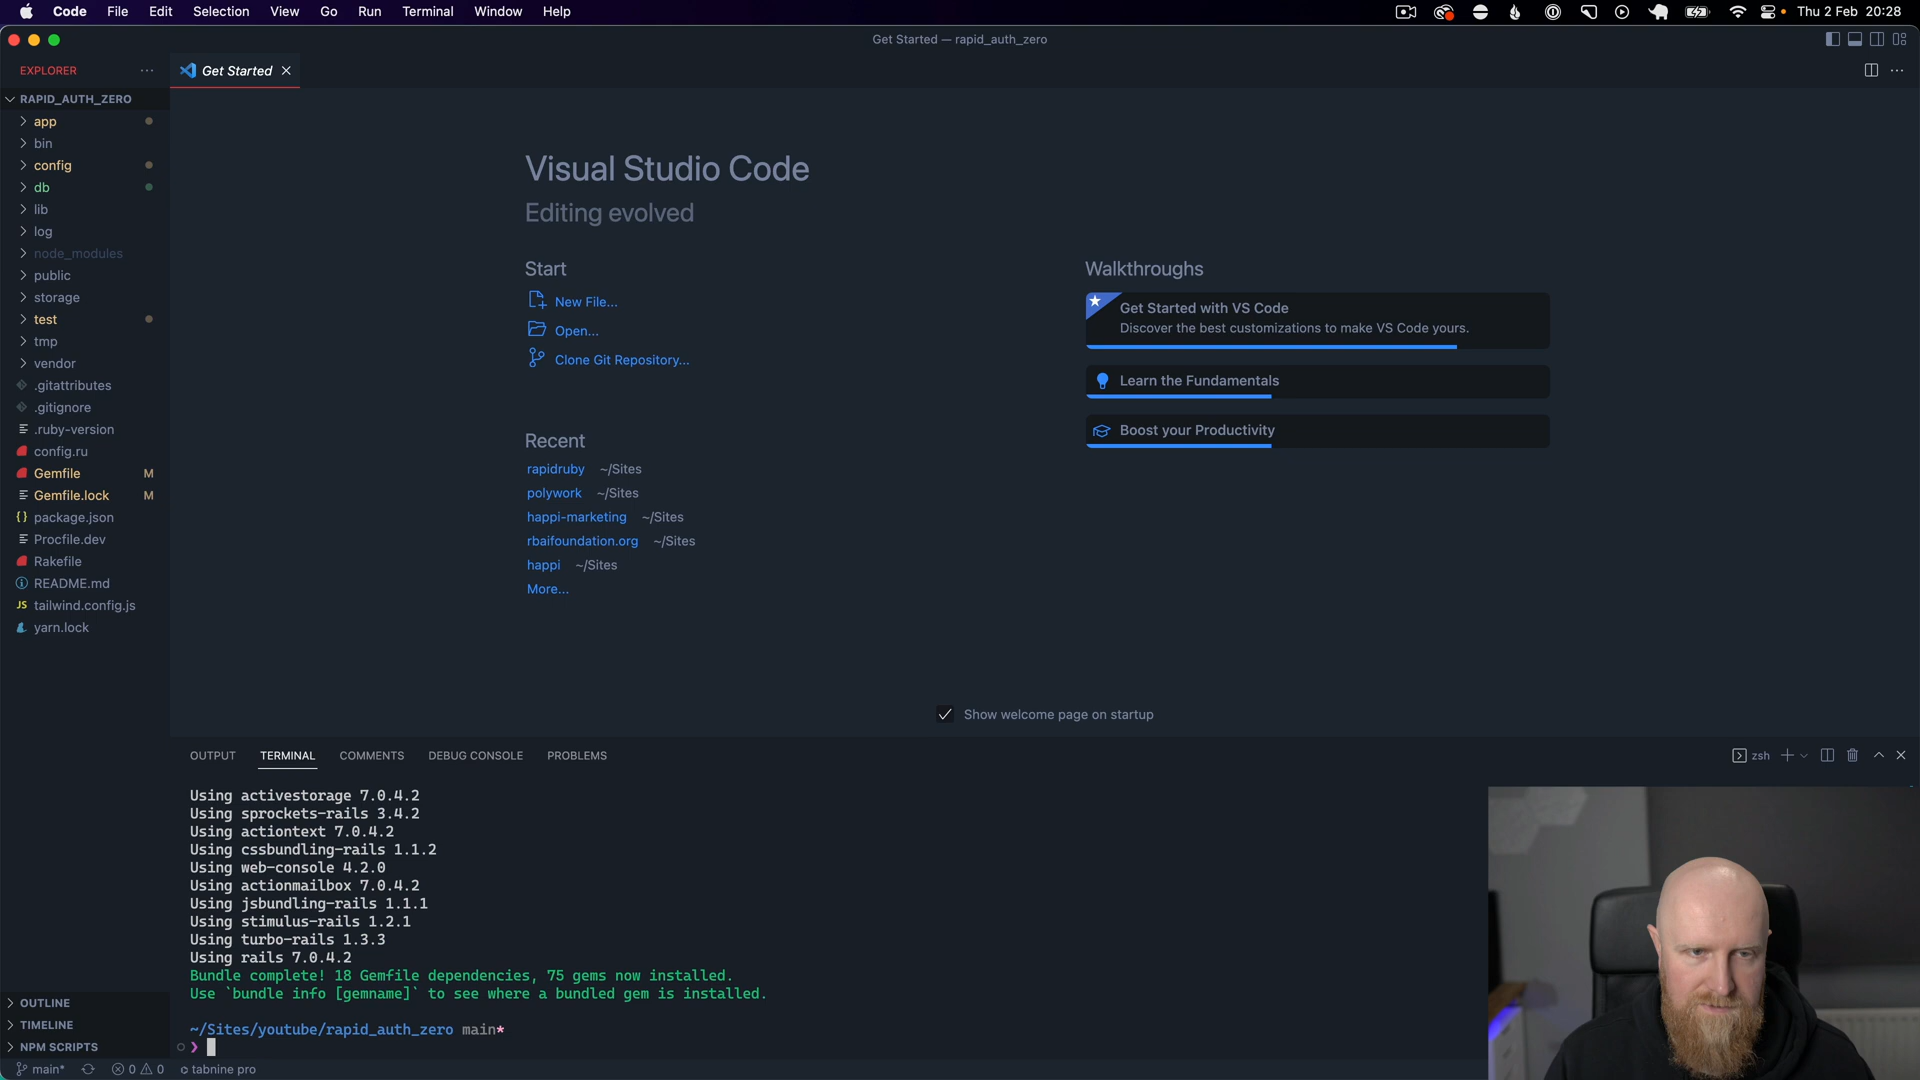 Code File Edit Selection View Go Run Terminal Window Help
Thu 2 Feb 20:28
Get Started — rapid_auth_zero
EXPLORER
Get Started
RAPID_AUTH_ZERO
app
bin
config
db
lib
log
node_modules
public
storage
test
tmp
vendor
.gitattributes
.gitignore
.ruby-version
config.ru
Gemfile M
Gemfile.lock M
package.json
Procfile.dev
Rakefile
README.md
JS tailwind.config.js
yarn.lock
OUTLINE
TIMELINE
NPM SCRIPTS
Visual Studio Code
Editing evolved
Start
New File...
Open...
Clone Git Repository...
Recent
rapidruby ~/Sites
polywork ~/Sites
happi-marketing ~/Sites
rbaifoundation.org ~/Sites
happi ~/Sites
More...
Walkthroughs
Get Started with VS Code
Discover the best customizations to make VS Code yours.
Learn the Fundamentals
Boost your Productivity
Show welcome page on startup
OUTPUT TERMINAL COMMENTS DEBUG CONSOLE PROBLEMS
zsh
Using activestorage 7.0.4.2
Using sprockets-rails 3.4.2
Using actiontext 7.0.4.2
Using cssbundling-rails 1.1.2
Using web-console 4.2.0
Using actionmailbox 7.0.4.2
Using jsbundling-rails 1.1.1
Using stimulus-rails 1.2.1
Using turbo-rails 1.3.3
Using rails 7.0.4.2
Bundle complete! 18 Gemfile dependencies, 75 gems now installed.
Use `bundle info [gemname]` to see where a bundled gem is installed.
~/Sites/youtube/rapid_auth_zero main*
❯
main* 0 0 tabnine pro